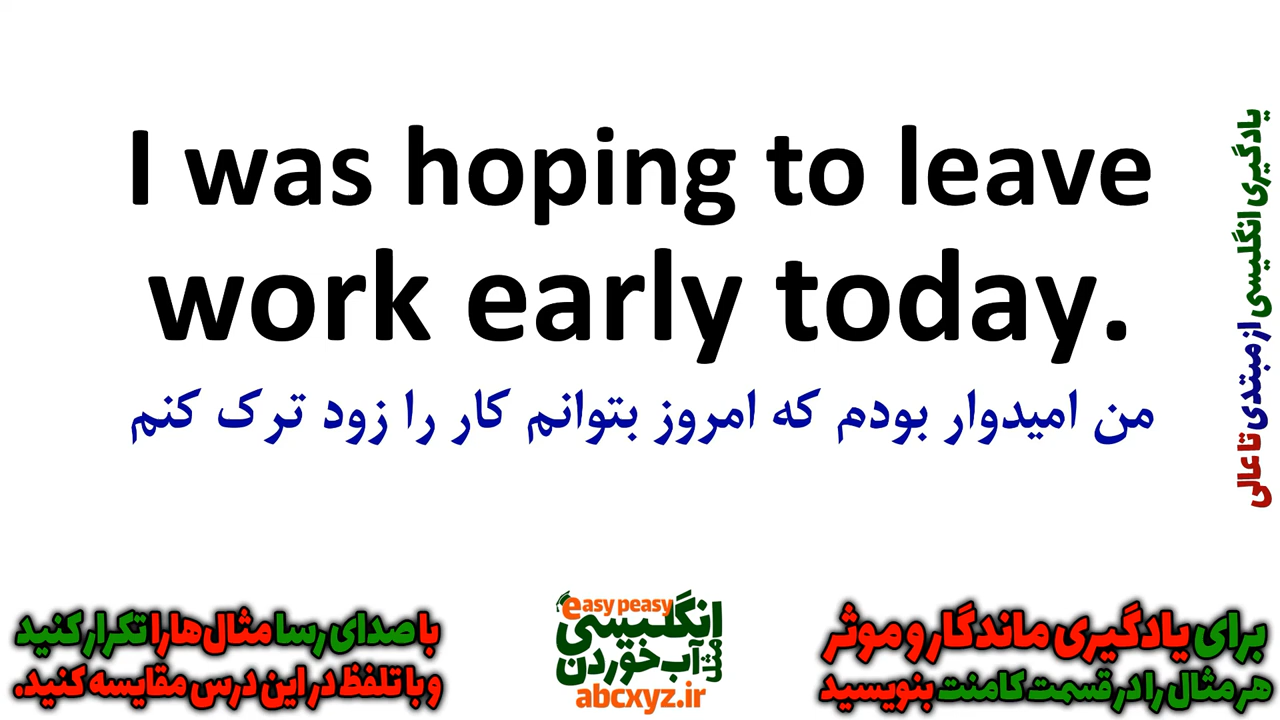 I was hoping to leave
work early today.
من امیدوار بودم که امروز بتوانم کار را زود ترک کنم
یادگیری انگلیسی از مبتدی تا عالی
برای یادگیری ماندگار و موثر
هر مثال را در قسمت کامنت بنویسید
easy peasy
انگلیسی
مثل
آب خوردن
abcxyz.ir
با صدای رسا مثال‌ها را تکرار کنید
و با تلفظ در این درس مقایسه کنید.